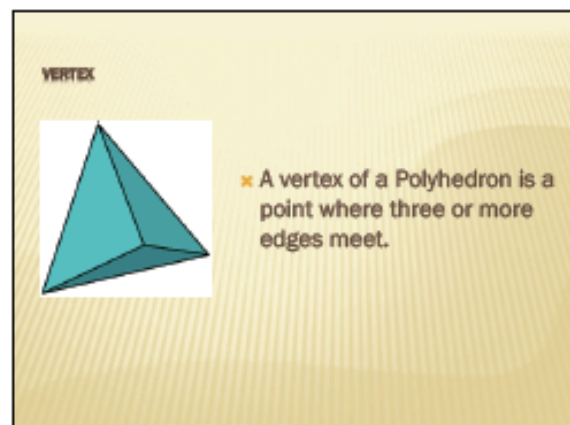 VERTEX
A vertex of a Polyhedron is a
point where three or more
edges meet.